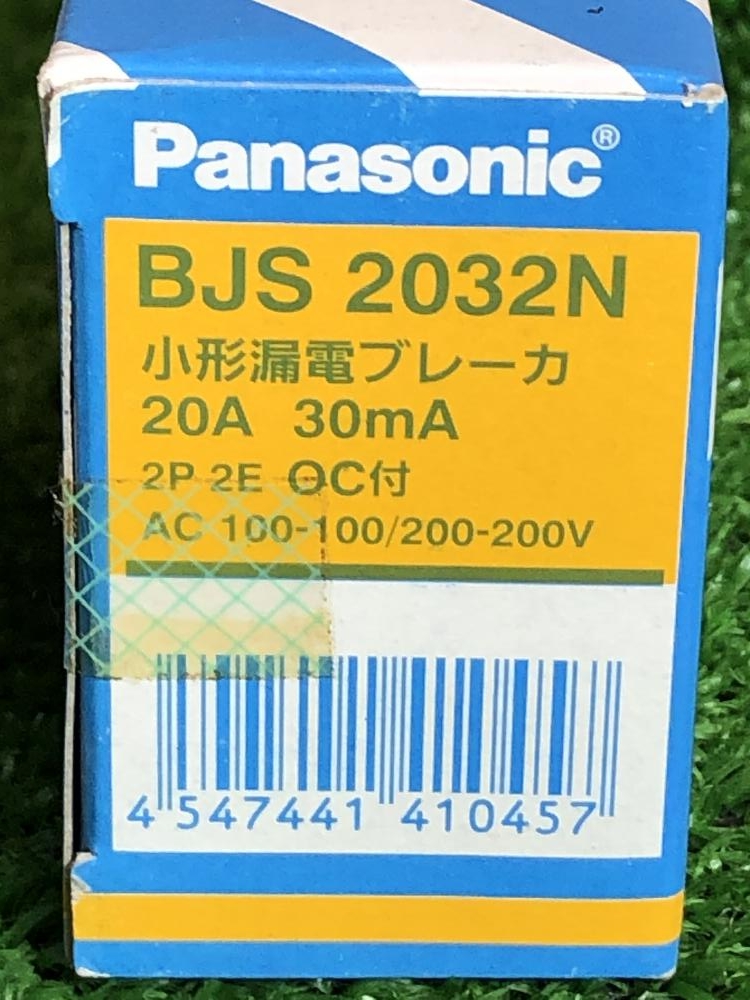 Panasonic®
BJS 2032N
小形漏電ブレーカ
20A 30mA
2P 2E OC付
AC 100-100/200-200V
4 547441 410457